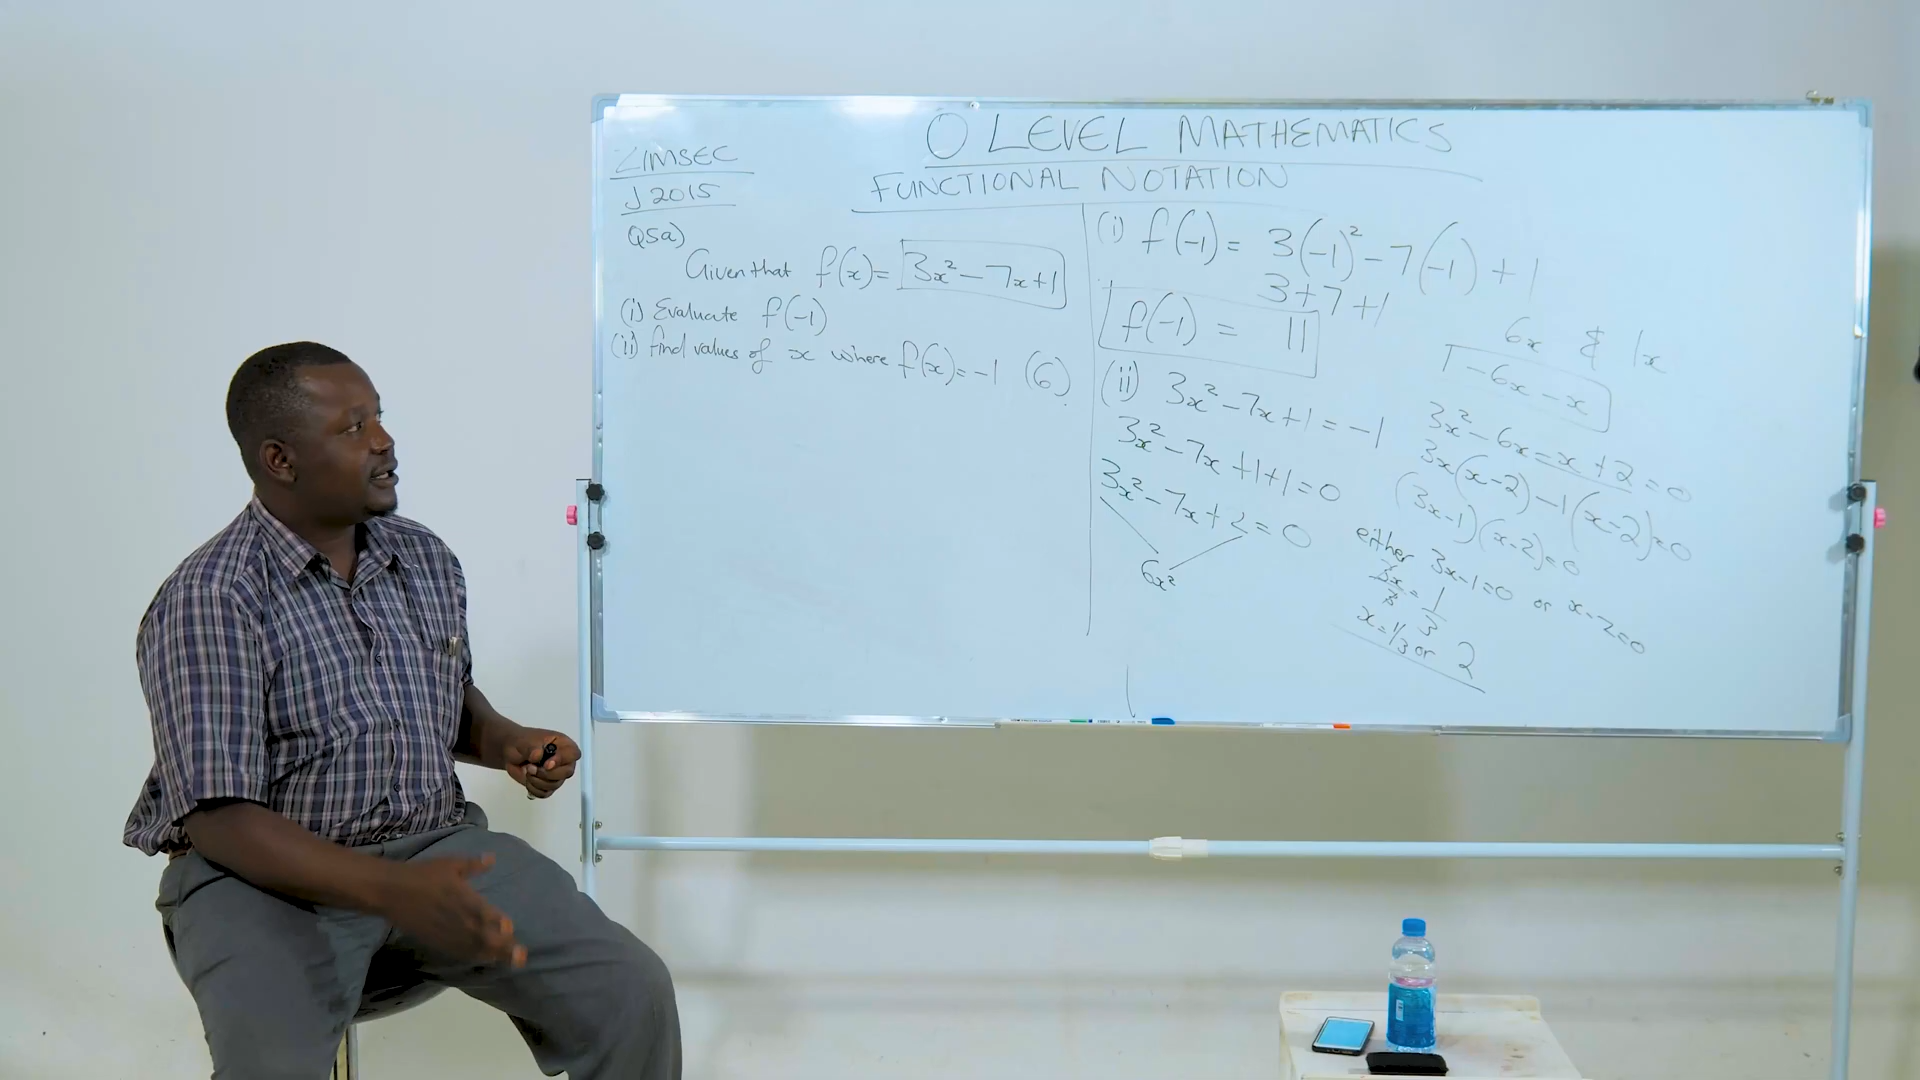 O LEVEL MATHEMATICS
FUNCTIONAL NOTATION
ZIMSEC
J 2015
Q5a)
Given that f(x) = 3x² - 7x + 1
(i) Evaluate f(-1)
(ii) find values of x where f(x) = -1 (6)
(i) f(-1) = 3(-1)² - 7(-1) + 1
3 + 7 + 1
f(-1) = 11
(ii) 3x² - 7x + 1 = -1
3x² - 7x + 1 + 1 = 0
3x² - 7x + 2 = 0
6x²
6x & 1x
- 6x - x
3x² - 6x - x + 2 = 0
3x(x - 2) - 1(x - 2) = 0
(3x - 1)(x - 2) = 0
either 3x - 1 = 0 or x - 2 = 0
3x/3 = 1/3
x = 1/3 or 2